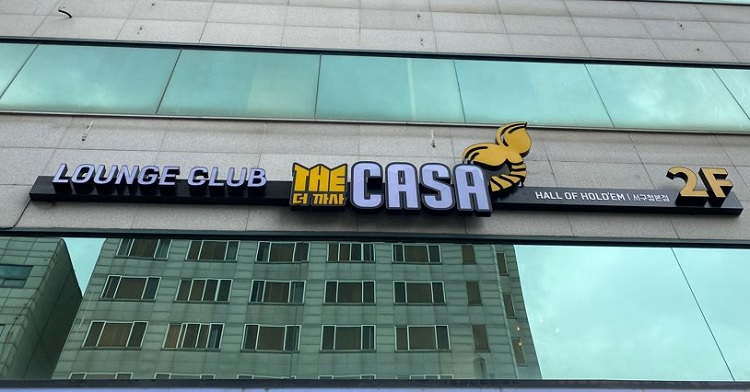 LOUNGE CLUB THE CASA 2F
더 까사 HALL OF HOLD'EM | 서구청본점